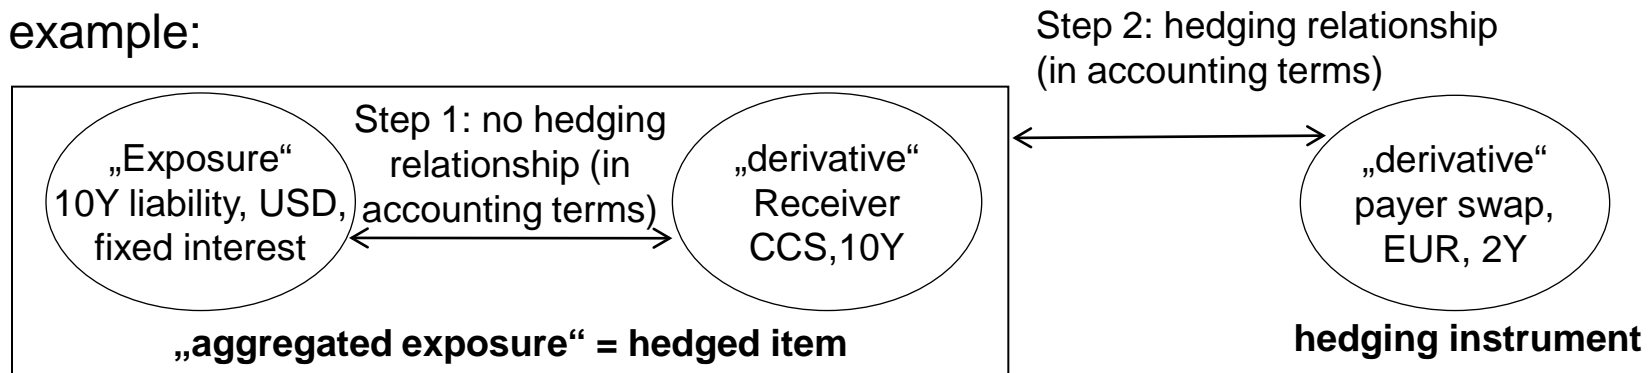 example:
Step 2: hedging relationship
(in accounting terms)
„Exposure“
10Y liability, USD,
fixed interest
Step 1: no hedging
relationship (in
accounting terms)
„derivative“
Receiver
CCS,10Y
„derivative“
payer swap,
EUR, 2Y
„aggregated exposure“ = hedged item
hedging instrument